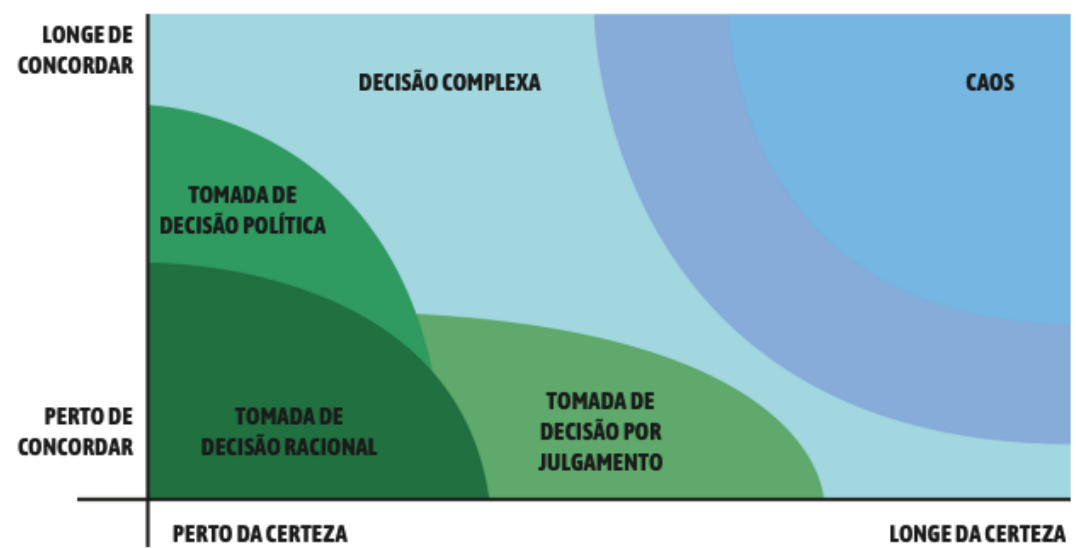 LONGE DE
CONCORDAR
DECISÃO COMPLEXA
CAOS
TOMADA DE
DECISÃO POLÍTICA
PERTO DE
CONCORDAR
TOMADA DE
DECISÃO RACIONAL
TOMADA DE
DECISÃO POR
JULGAMENTO
PERTO DA CERTEZA
LONGE DA CERTEZA